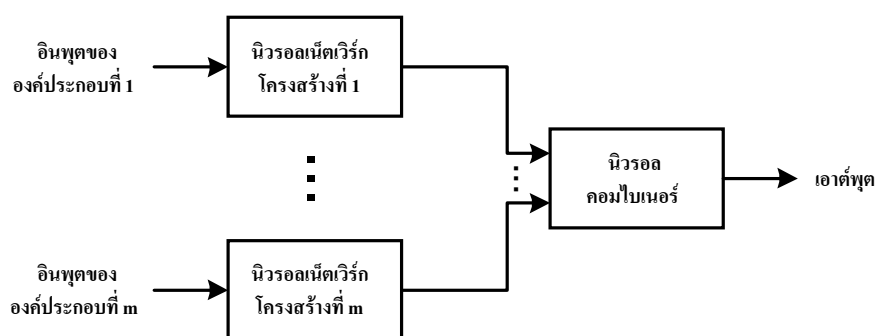 อินพุตของ
องค์ประกอบที่ 1
นิวรอลเน็ตเวิร์ก
โครงสร้างที่ 1
นิวรอล
คอมไบเนอร์
เอาต์พุต
อินพุตของ
องค์ประกอบที่ m
นิวรอลเน็ตเวิร์ก
โครงสร้างที่ m